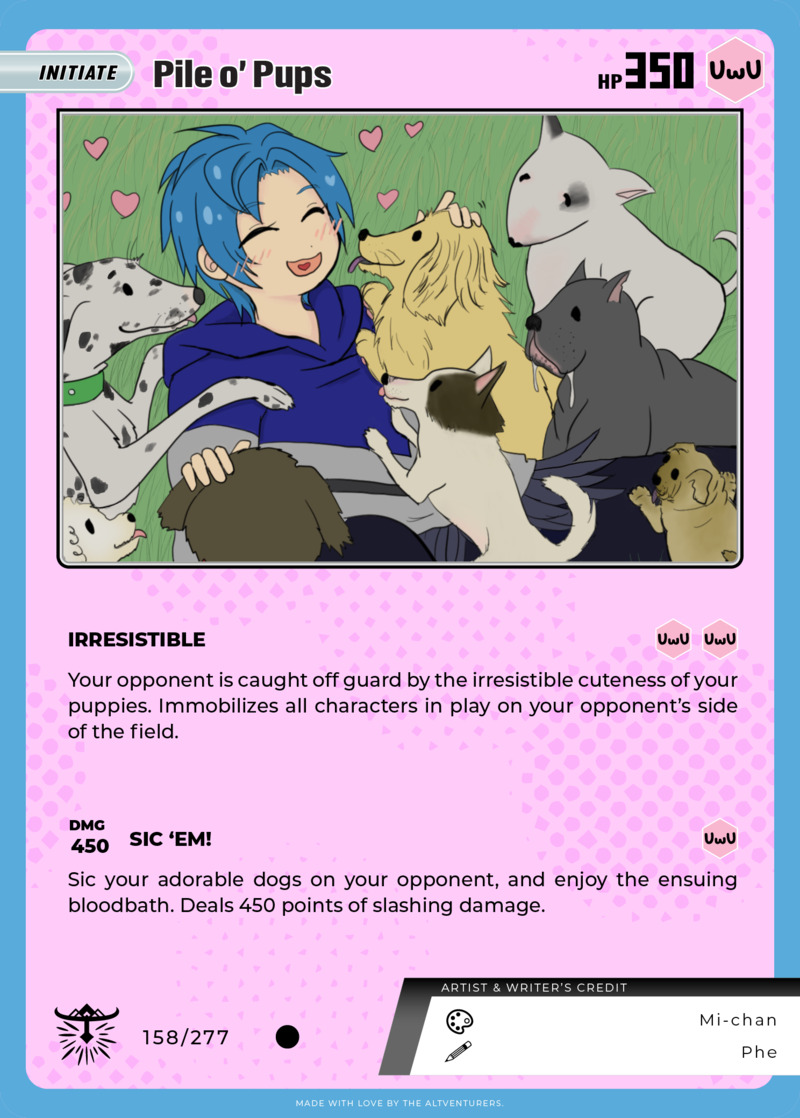 INITIATE
Pile o' Pups
HP 350
UwU
IRRESISTIBLE
UwU UwU
Your opponent is caught off guard by the irresistible cuteness of your
puppies. Immobilizes all characters in play on your opponent's side
of the field.
DMG
450
SIC ‘EM!
UwU
Sic your adorable dogs on your opponent, and enjoy the ensuing
bloodbath. Deals 450 points of slashing damage.
ARTIST & WRITER'S CREDIT
158/277
Mi-chan
Phe
MADE WITH LOVE BY THE ALTVENTURERS.